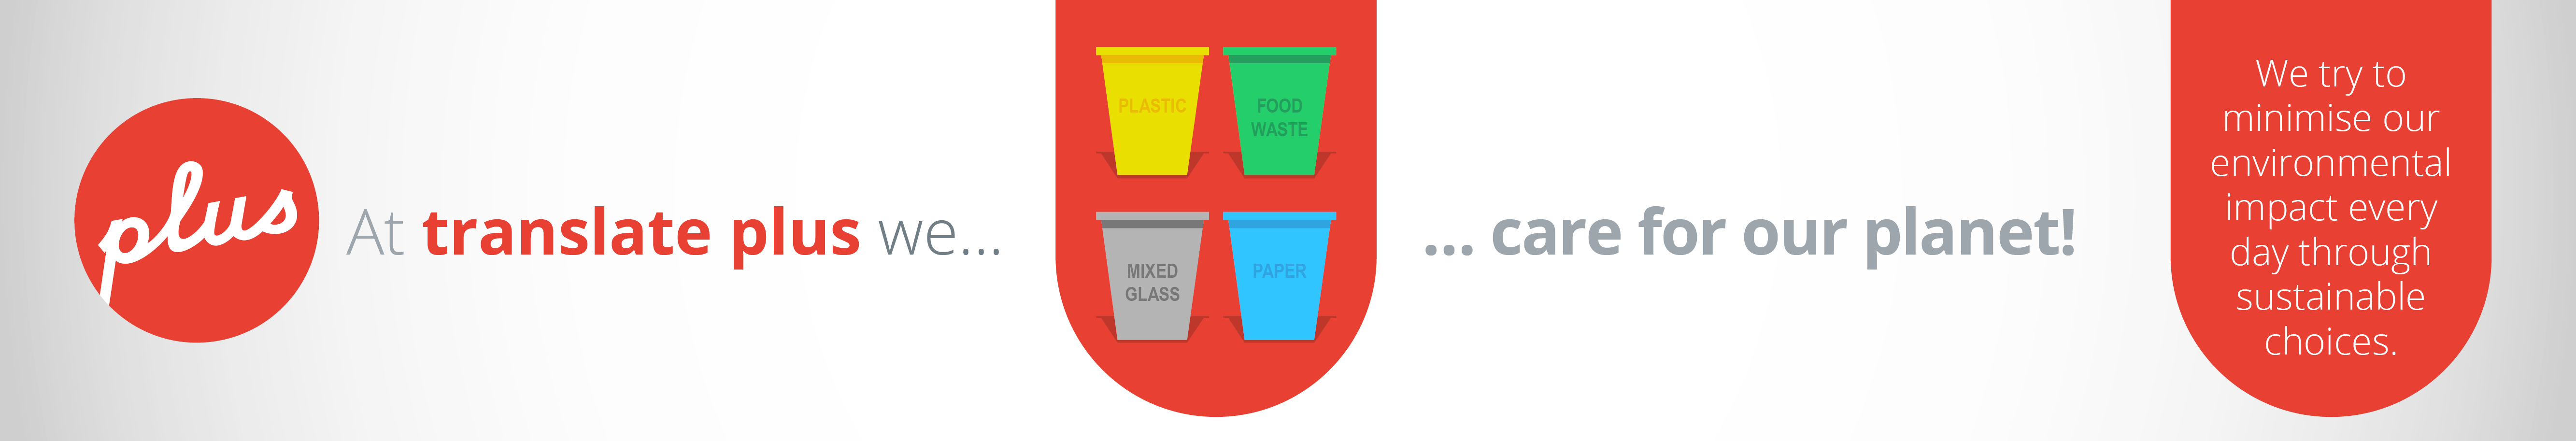 plus
At translate plus we...
PLASTIC
FOOD
WASTE
MIXED
GLASS
PAPER
... care for our planet!
We try to
minimise our
environmental
impact every
day through
sustainable
choices.